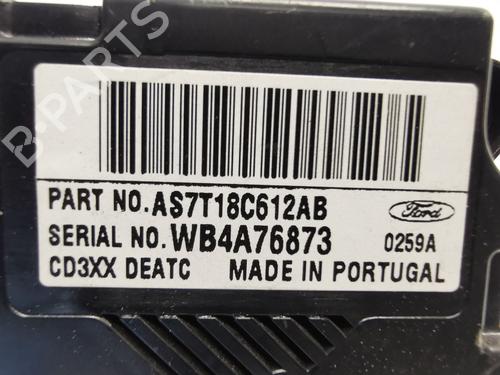 B-PARTS
PART NO.AS7T18C612AB
Ford
SERIAL NO.WB4A76873
0259A
CD3XX DEATC MADE IN PORTUGAL